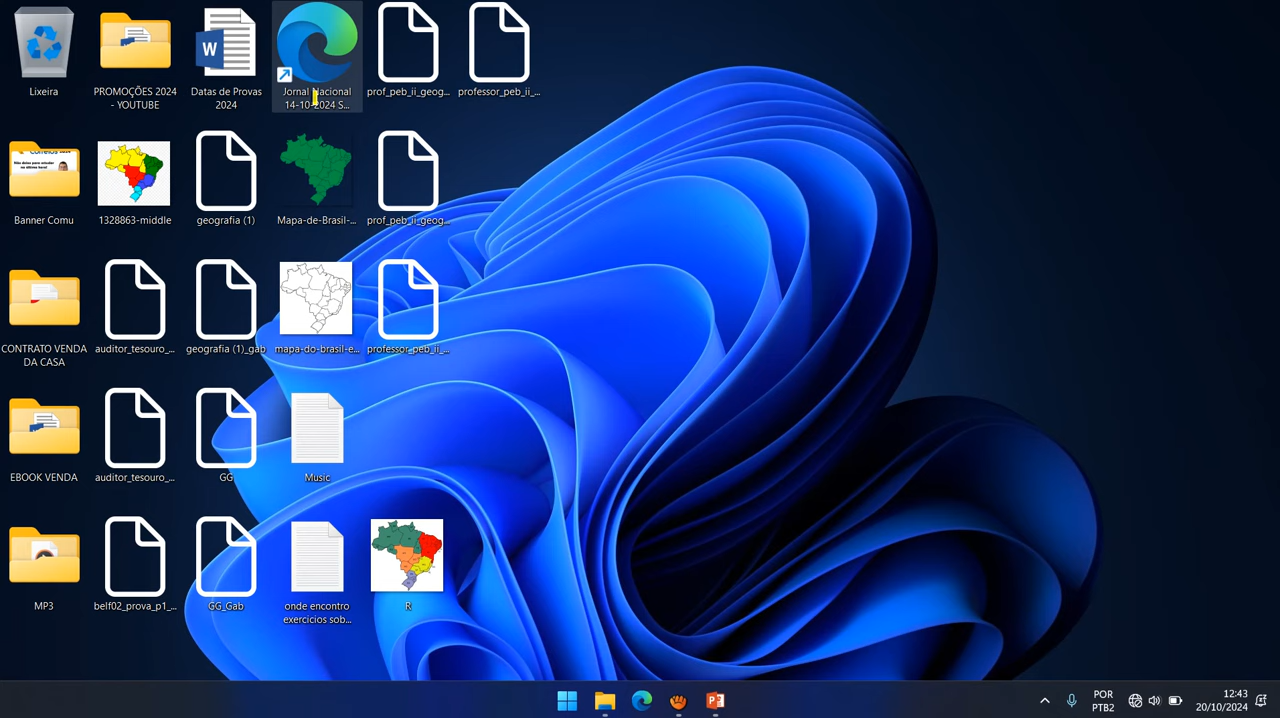 Lixeira
PROMOÇÕES 2024
- YOUTUBE
Datas de Provas
2024
Jornal Nacional
14-10-2024 S...
prof_peb_ii_geog...
professor_peb_ii_...
Banner Comu
1328863-middle
geografia (1)
Mapa-de-Brasil-...
prof_peb_ii_geog...
CONTRATO VENDA
DA CASA
auditor_tesouro_...
geografia (1)_gab
mapa-do-brasil-e...
professor_peb_ii_...
EBOOK VENDA
auditor_tesouro_...
GG
Music
MP3
belf02_prova_p1_...
GG_Gab
onde encontro
exercicios sob...
R
POR
PTB2
12:43
20/10/2024